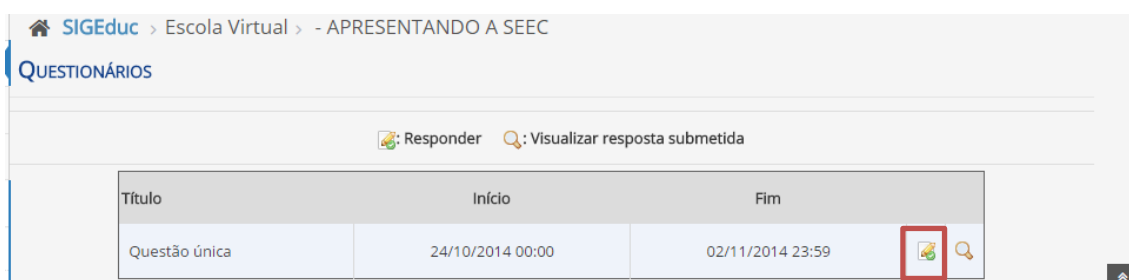 SIGEduc > Escola Virtual > - APRESENTANDO A SEEC
QUESTIONÁRIOS
: Responder : Visualizar resposta submetida
Título Início Fim
Questão única 24/10/2014 00:00 02/11/2014 23:59